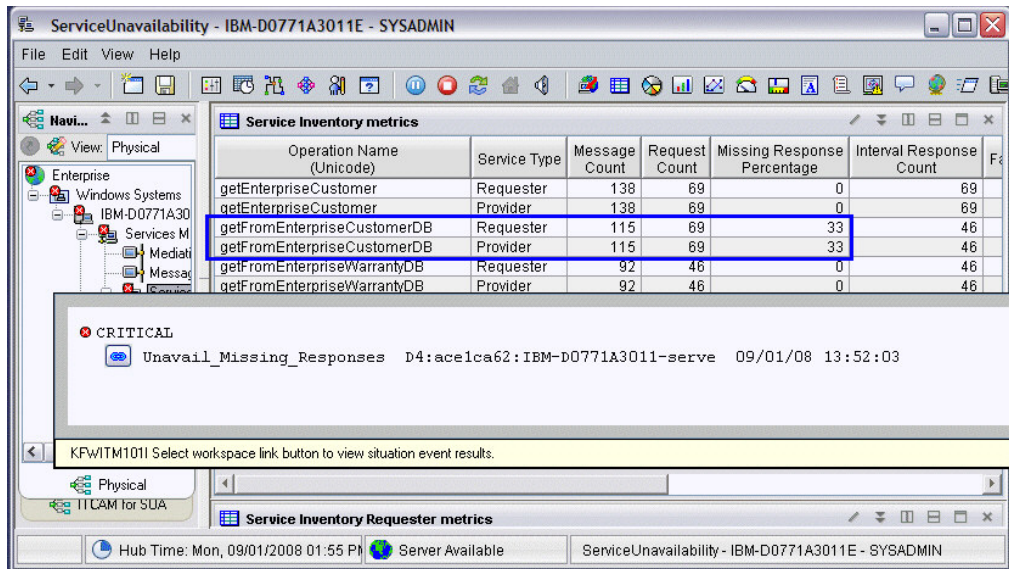 ServiceUnavailability - IBM-D0771A3011E - SYSADMIN
File Edit View Help
Navi...
View: Physical
Enterprise
Windows Systems
IBM-D0771A30
Services M
Mediati
Messag
Service
Physical
ITCAM for SOA
Service Inventory metrics
Operation Name (Unicode) Service Type Message Count Request Count Missing Response Percentage Interval Response Count Fa
getEnterpriseCustomer Requester 138 69 0 69
getEnterpriseCustomer Provider 138 69 0 69
getFromEnterpriseCustomerDB Requester 115 69 33 46
getFromEnterpriseCustomerDB Provider 115 69 33 46
getFromEnterpriseWarrantyDB Requester 92 46 0 46
getFromEnterpriseWarrantyDB Provider 92 46 0 46
CRITICAL
Unavail_Missing_Responses D4:ace1ca62:IBM-D0771A3011-serve 09/01/08 13:52:03
KFWITM101I Select workspace link button to view situation event results.
Service Inventory Requester metrics
Hub Time: Mon, 09/01/2008 01:55 PM
Server Available
ServiceUnavailability - IBM-D0771A3011E - SYSADMIN